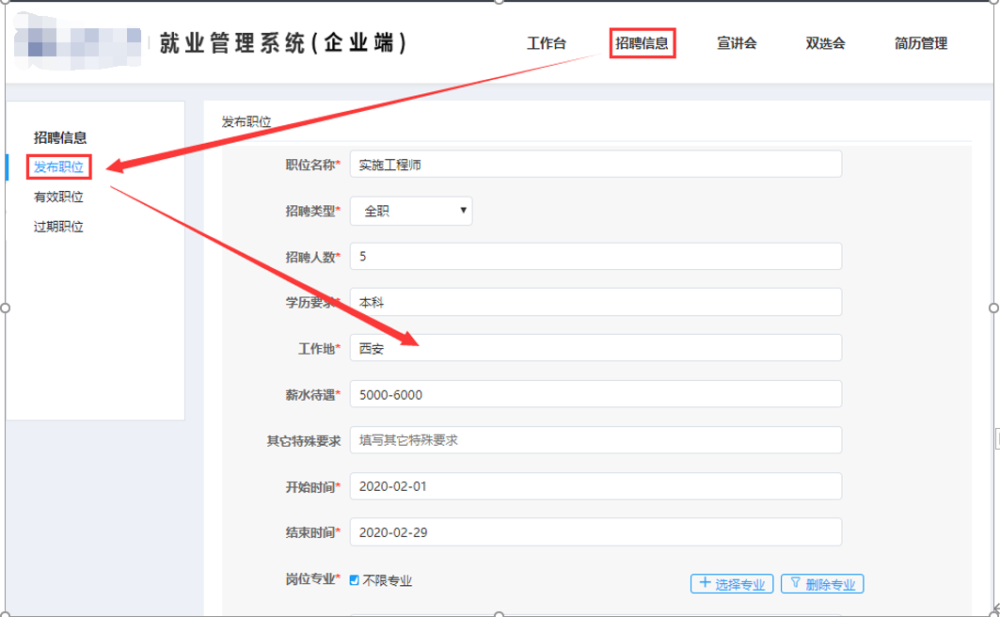 就业管理系统(企业端)
工作台 招聘信息 宣讲会 双选会 简历管理
招聘信息
发布职位
有效职位
过期职位
发布职位
职位名称* 实施工程师
招聘类型* 全职
招聘人数* 5
学历要求* 本科
工作地* 西安
薪水待遇* 5000-6000
其它特殊要求 填写其它特殊要求
开始时间* 2020-02-01
结束时间* 2020-02-29
岗位专业* 不限专业 选择专业 删除专业